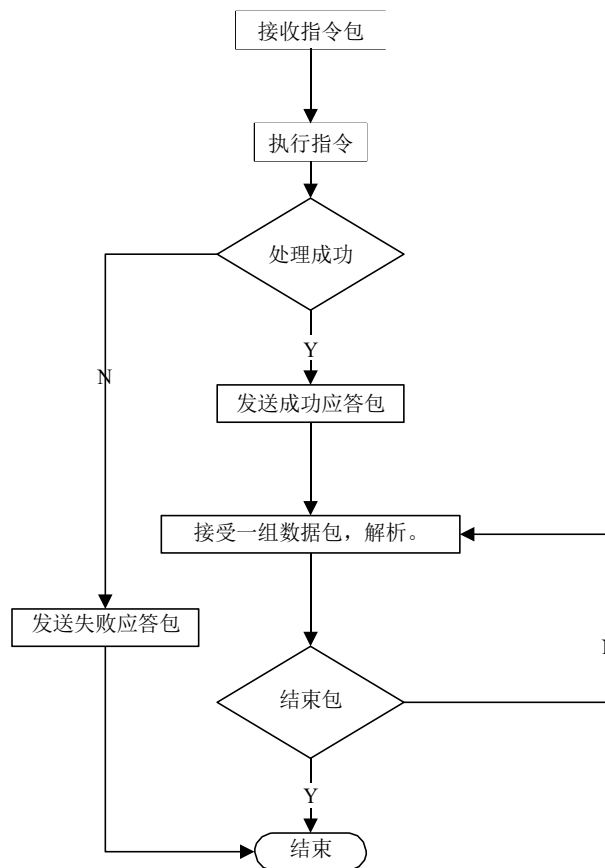 接收指令包
执行指令
处理成功
Y
N
发送成功应答包
接受一组数据包，解析。
发送失败应答包
结束包
Y
结束